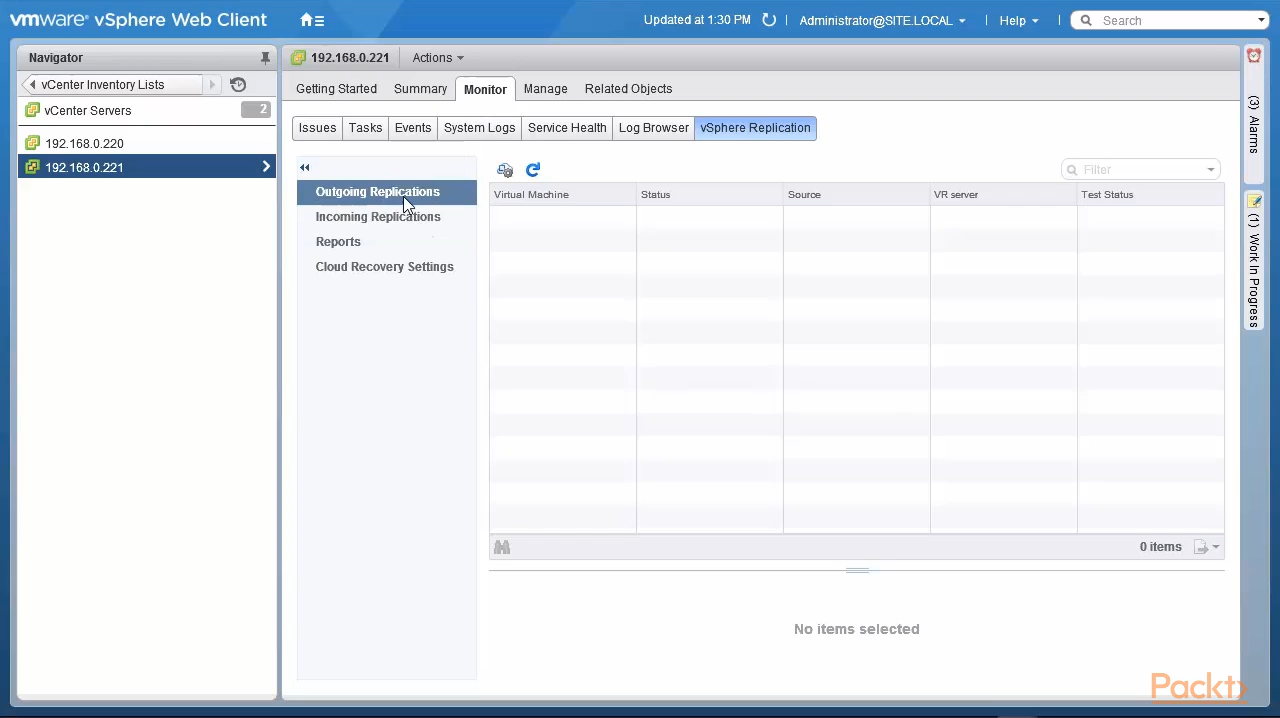 vmware® vSphere Web Client
Updated at 1:30 PM
Administrator@SITE.LOCAL
Help
Search
Navigator
vCenter Inventory Lists
vCenter Servers 2
192.168.0.220
192.168.0.221
192.168.0.221 Actions
Getting Started Summary Monitor Manage Related Objects
Issues Tasks Events System Logs Service Health Log Browser vSphere Replication
Outgoing Replications
Incoming Replications
Reports
Cloud Recovery Settings
Filter
Virtual Machine Status Source VR server Test Status
0 items
No items selected
(3) Alarms
(1) Work In Progress
Packt